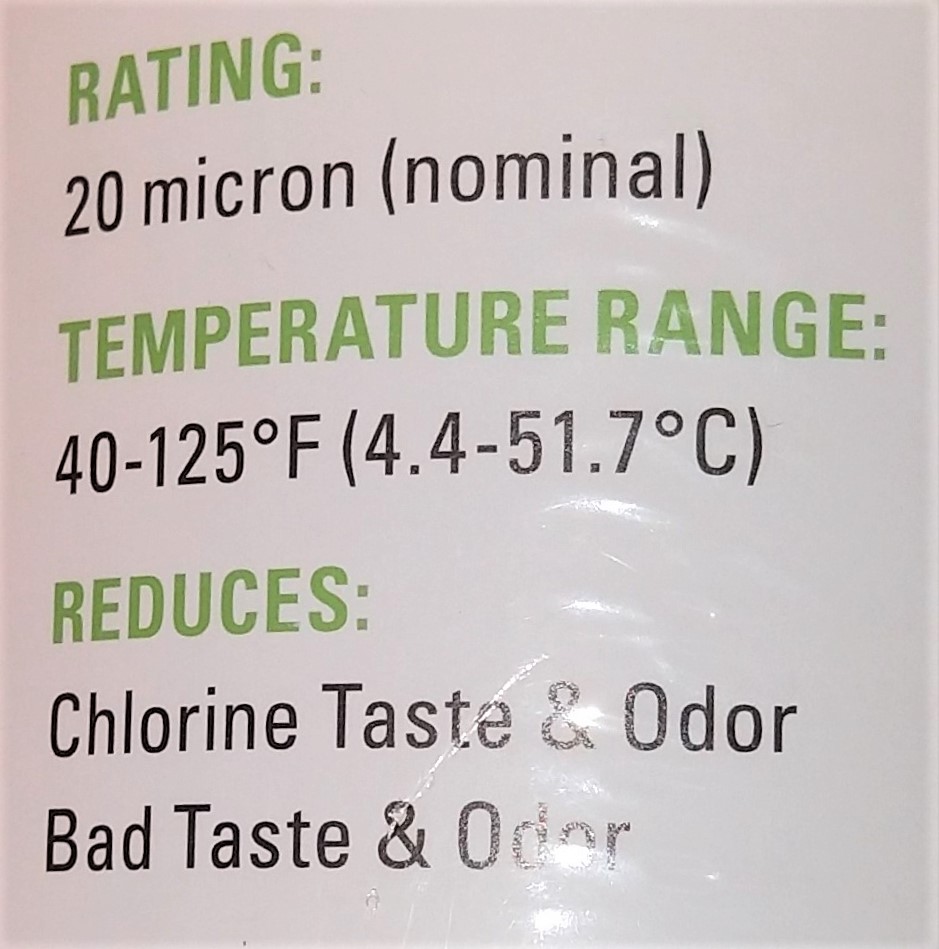 RATING:
20 micron (nominal)
TEMPERATURE RANGE:
40-125°F (4.4-51.7°C)
REDUCES:
Chlorine Taste & Odor
Bad Taste & Odor